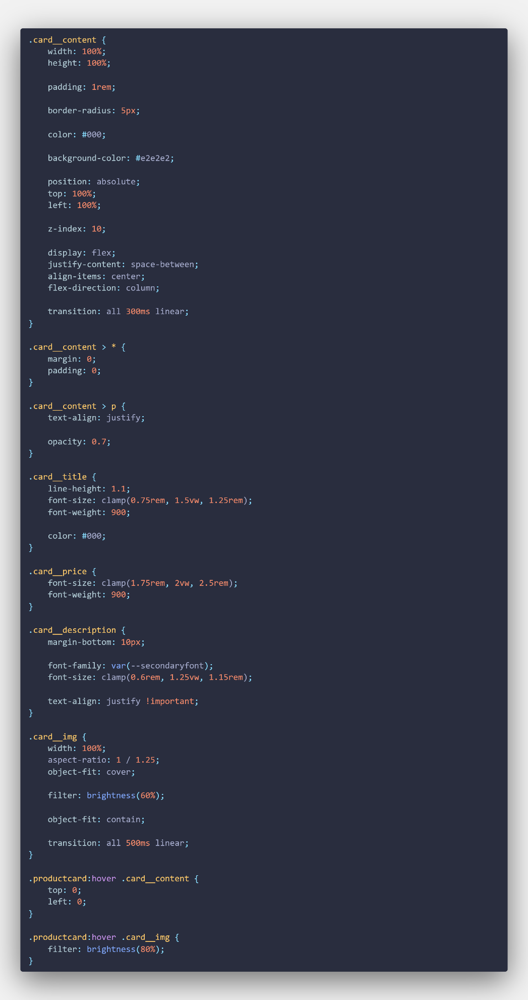 .card__content {
    width: 100%;
    height: 100%;

    padding: 1rem;

    border-radius: 5px;

    color: #000;

    background-color: #e2e2e2;

    position: absolute;
    top: 100%;
    left: 100%;

    z-index: 10;

    display: flex;
    justify-content: space-between;
    align-items: center;
    flex-direction: column;

    transition: all 300ms linear;
}

.card__content > * {
    margin: 0;
    padding: 0;
}

.card__content > p {
    text-align: justify;

    opacity: 0.7;
}

.card__title {
    line-height: 1.1;
    font-size: clamp(0.75rem, 1.5vw, 1.25rem);
    font-weight: 900;

    color: #000;
}

.card__price {
    font-size: clamp(1.75rem, 2vw, 2.5rem);
    font-weight: 900;
}

.card__description {
    margin-bottom: 10px;

    font-family: var(--secondaryfont);
    font-size: clamp(0.6rem, 1.25vw, 1.15rem);

    text-align: justify !important;
}

.card__img {
    width: 100%;
    aspect-ratio: 1 / 1.25;
    object-fit: cover;

    filter: brightness(60%);

    object-fit: contain;

    transition: all 500ms linear;
}

.productcard:hover .card__content {
    top: 0;
    left: 0;
}

.productcard:hover .card__img {
    filter: brightness(80%);
}